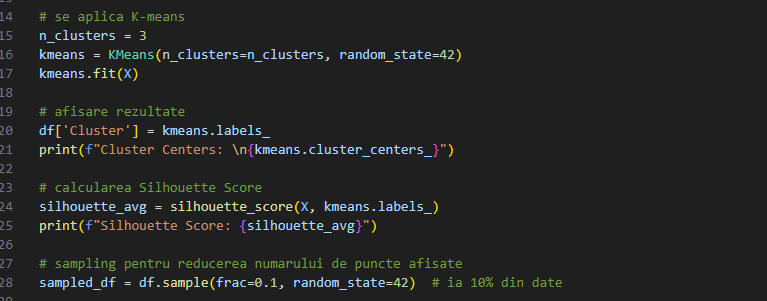 14 # se aplica K-means
15 n_clusters = 3
16 kmeans = KMeans(n_clusters=n_clusters, random_state=42)
17 kmeans.fit(X)
18
19 # afisare rezultate
20 df['Cluster'] = kmeans.labels_
21 print(f"Cluster Centers: \n{kmeans.cluster_centers_}")
22
23 # calcularea Silhouette Score
24 silhouette_avg = silhouette_score(X, kmeans.labels_)
25 print(f"Silhouette Score: {silhouette_avg}")
26
27 # sampling pentru reducerea numarului de puncte afisate
28 sampled_df = df.sample(frac=0.1, random_state=42)  # ia 10% din date